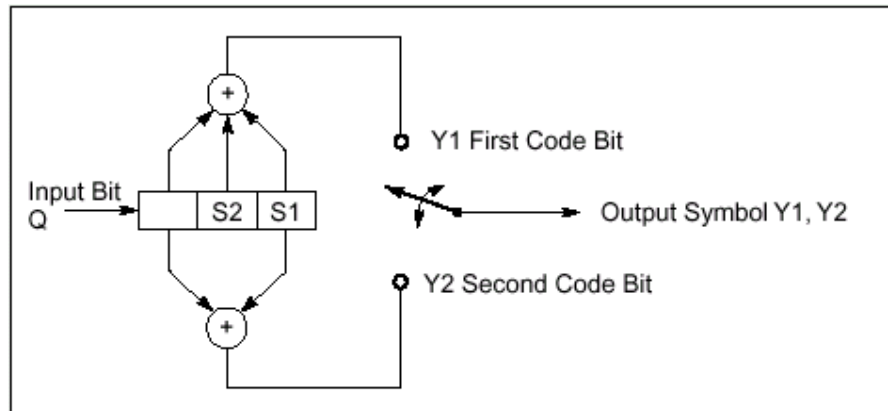 +
Y1 First Code Bit
Input Bit
Q
S2 S1
Output Symbol Y1, Y2
Y2 Second Code Bit
+